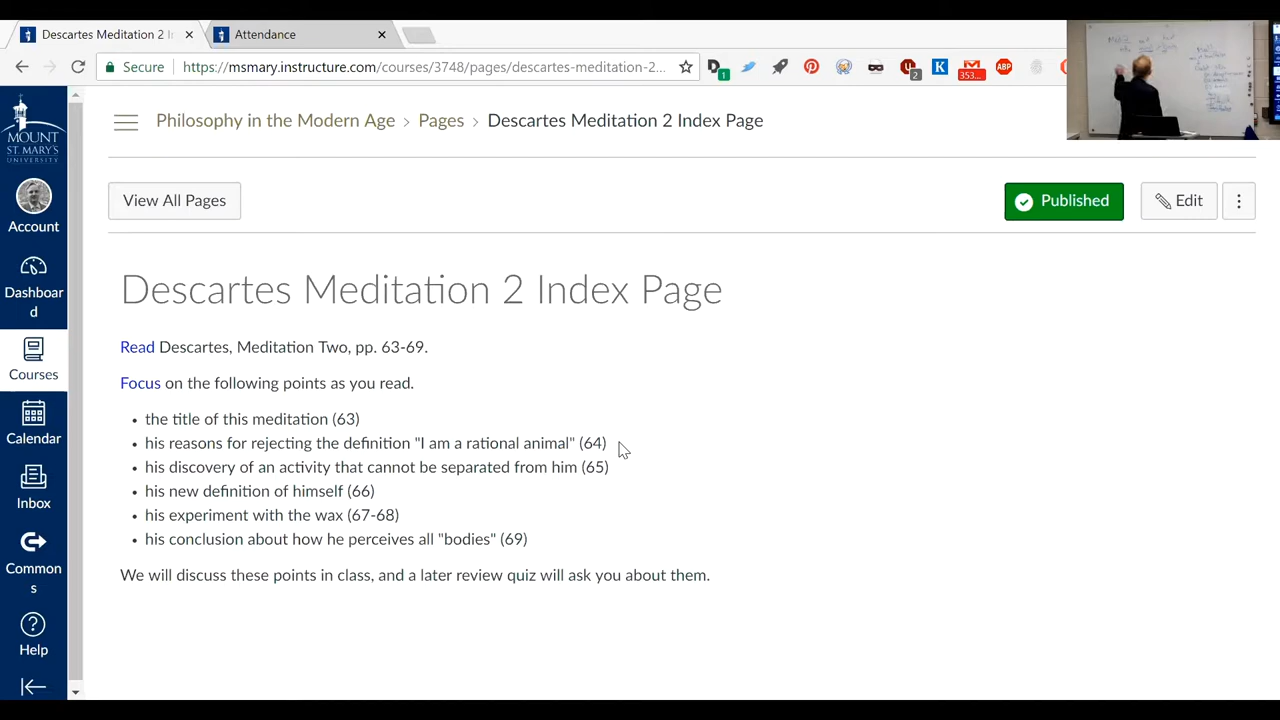 Descartes Meditation 2 I
Attendance
Secure
https://msmary.instructure.com/courses/3748/pages/descartes-meditation-2...
1
2
353...
ABP
MOUNT
ST. MARY'S
UNIVERSITY
Philosophy in the Modern Age > Pages > Descartes Meditation 2 Index Page
View All Pages
Published
Edit
Account
Dashboar
d
Courses
Calendar
Inbox
Common
s
Help
Descartes Meditation 2 Index Page
Read Descartes, Meditation Two, pp. 63-69.
Focus on the following points as you read.
• the title of this meditation (63)
• his reasons for rejecting the definition "I am a rational animal" (64)
• his discovery of an activity that cannot be separated from him (65)
• his new definition of himself (66)
• his experiment with the wax (67-68)
• his conclusion about how he perceives all "bodies" (69)
We will discuss these points in class, and a later review quiz will ask you about them.